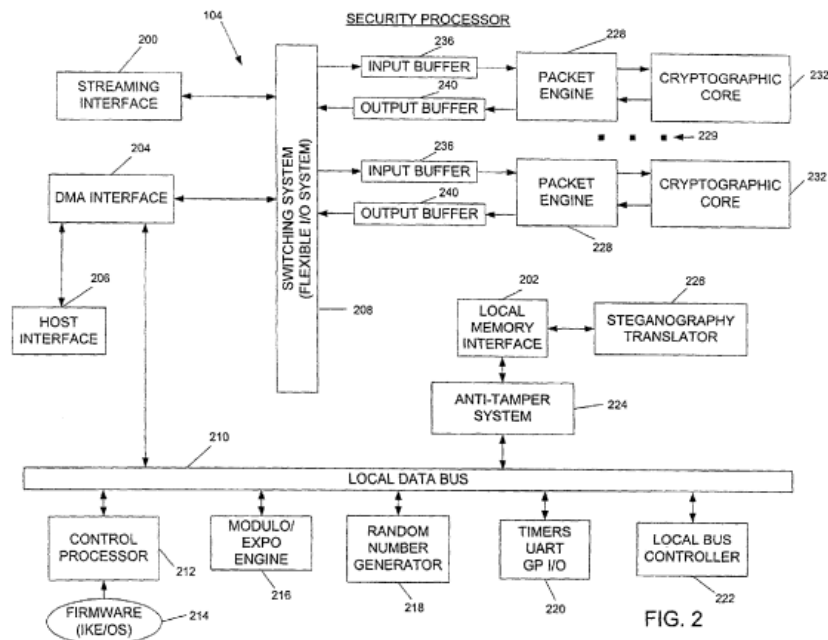 SECURITY PROCESSOR
104
200
STREAMING
INTERFACE
204
DMA INTERFACE
206
HOST
INTERFACE
SWITCHING SYSTEM
(FLEXIBLE I/O SYSTEM)
208
236
INPUT BUFFER
240
OUTPUT BUFFER
228
PACKET
ENGINE
CRYPTOGRAPHIC
CORE
232
229
236
INPUT BUFFER
240
OUTPUT BUFFER
PACKET
ENGINE
228
CRYPTOGRAPHIC
CORE
232
202
LOCAL
MEMORY
INTERFACE
226
STEGANOGRAPHY
TRANSLATOR
ANTI-TAMPER
SYSTEM
224
210
LOCAL DATA BUS
CONTROL
PROCESSOR
212
FIRMWARE
(IKE/OS)
214
MODULO/
EXPO
ENGINE
216
RANDOM
NUMBER
GENERATOR
218
TIMERS
UART
GP I/O
220
LOCAL BUS
CONTROLLER
222
FIG. 2